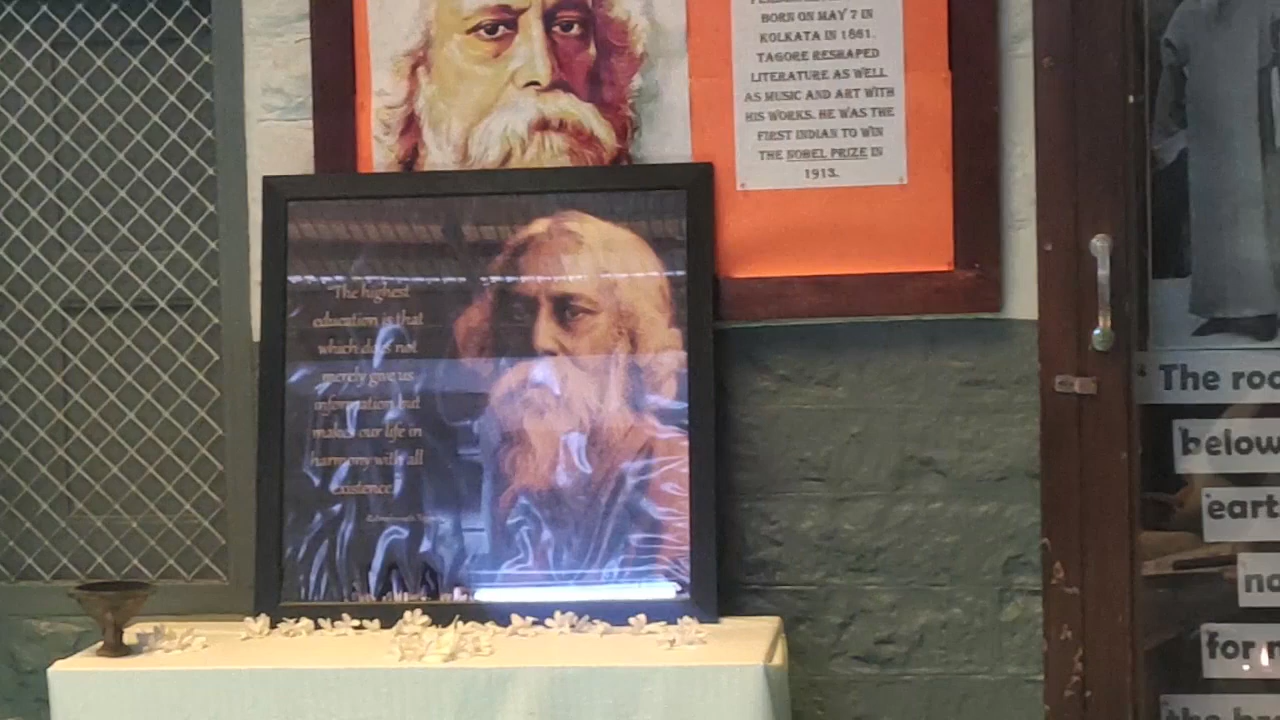 BORN ON MAY 7 IN
KOLKATA IN 1861.
TAGORE RESHAPED
LITERATURE AS WELL
AS MUSIC AND ART WITH
HIS WORKS. HE WAS THE
FIRST INDIAN TO WIN
THE NOBEL PRIZE IN
1913.
"The highest
education is that
which does not
merely give us
information but
makes our life in
harmony with all
existence."
The roo
below
eart
no
for